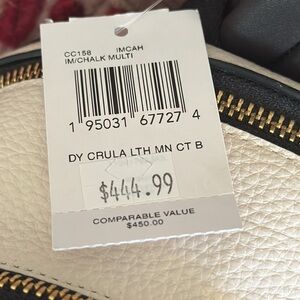 CC158 IMCAH
IM/CHALK MULTI
1 95031 67727 4
DY CRULA LTH MN CT B
$444.99
COMPARABLE VALUE
$450.00